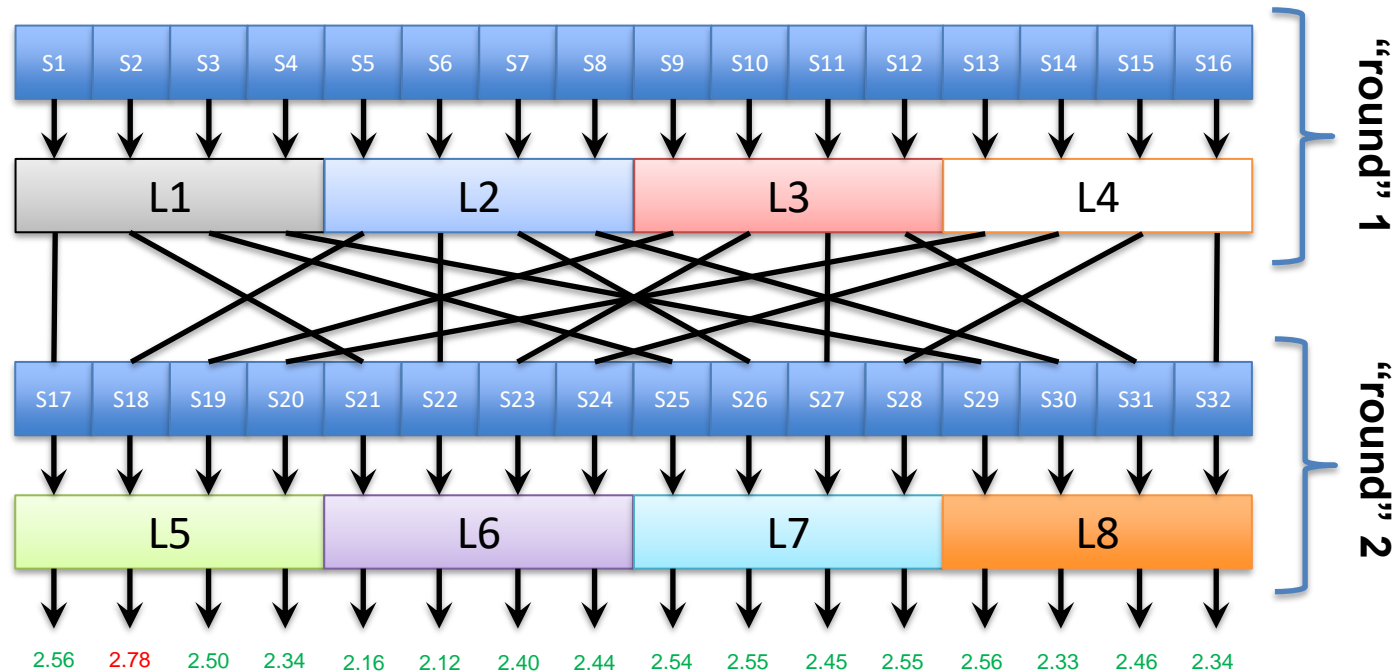 S1 S2 S3 S4 S5 S6 S7 S8 S9 S10 S11 S12 S13 S14 S15 S16
L1 L2 L3 L4
“round” 1
S17 S18 S19 S20 S21 S22 S23 S24 S25 S26 S27 S28 S29 S30 S31 S32
L5 L6 L7 L8
“round” 2
2.56 2.78 2.50 2.34 2.16 2.12 2.40 2.44 2.54 2.55 2.45 2.55 2.56 2.33 2.46 2.34